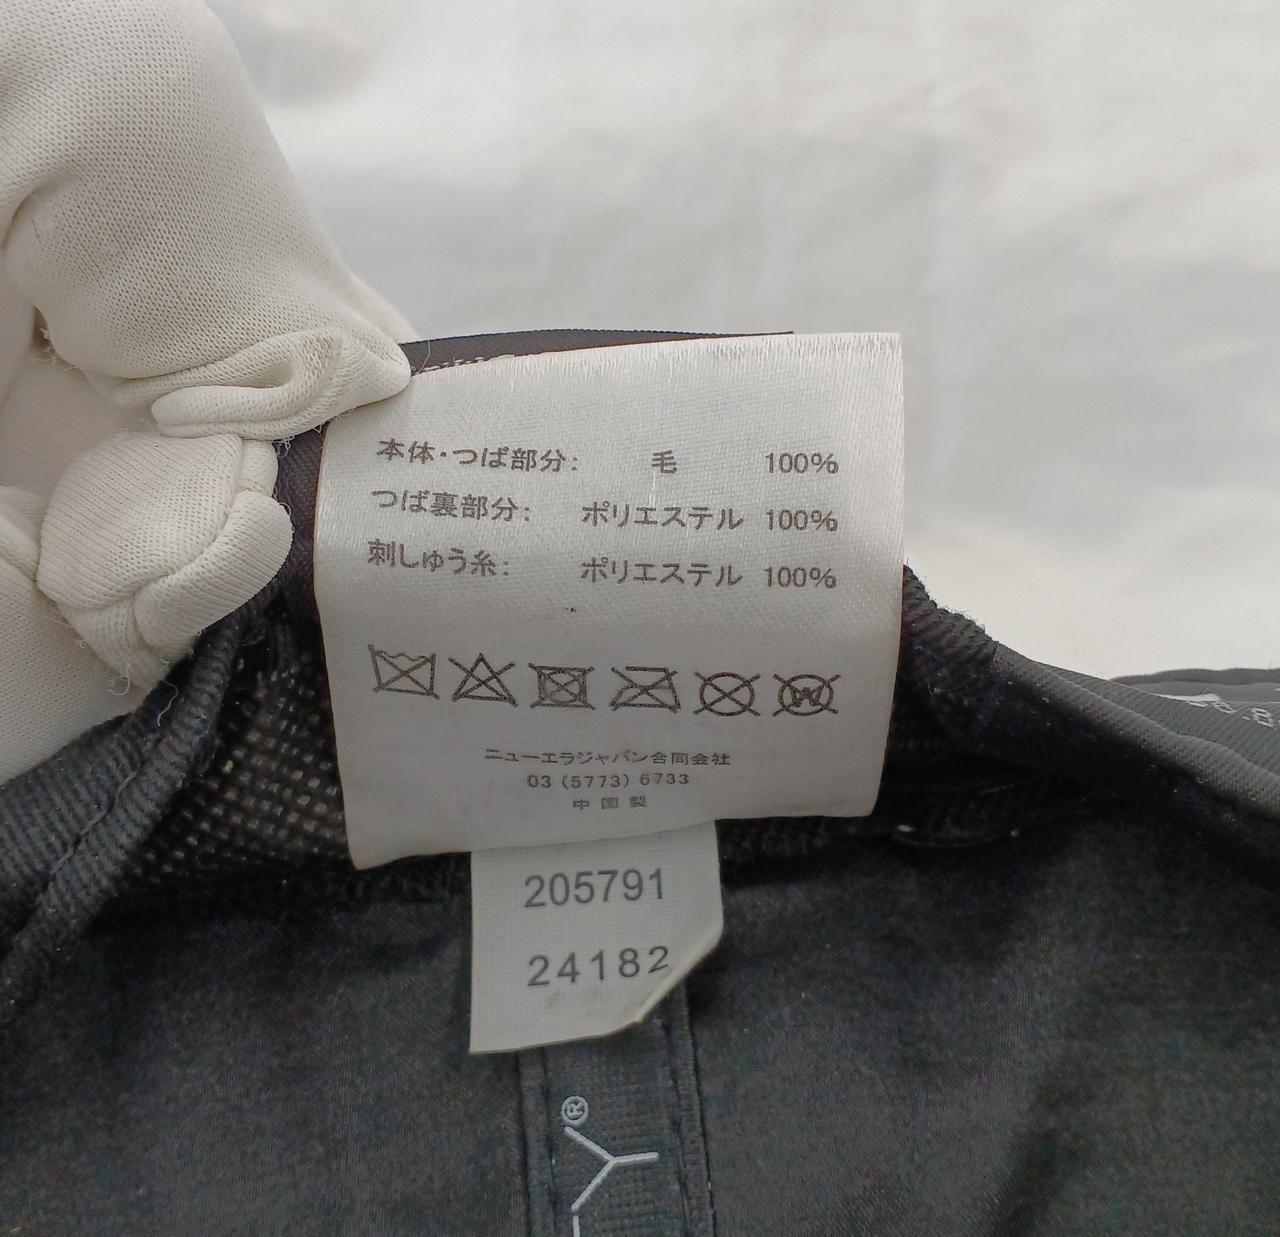 本体・つば部分: 毛 100%
つば裏部分: ポリエステル 100%
刺しゅう糸: ポリエステル 100%
W
ニューエラジャパン合同会社
03 (5773) 6733
中国製
205791
24182
Y®